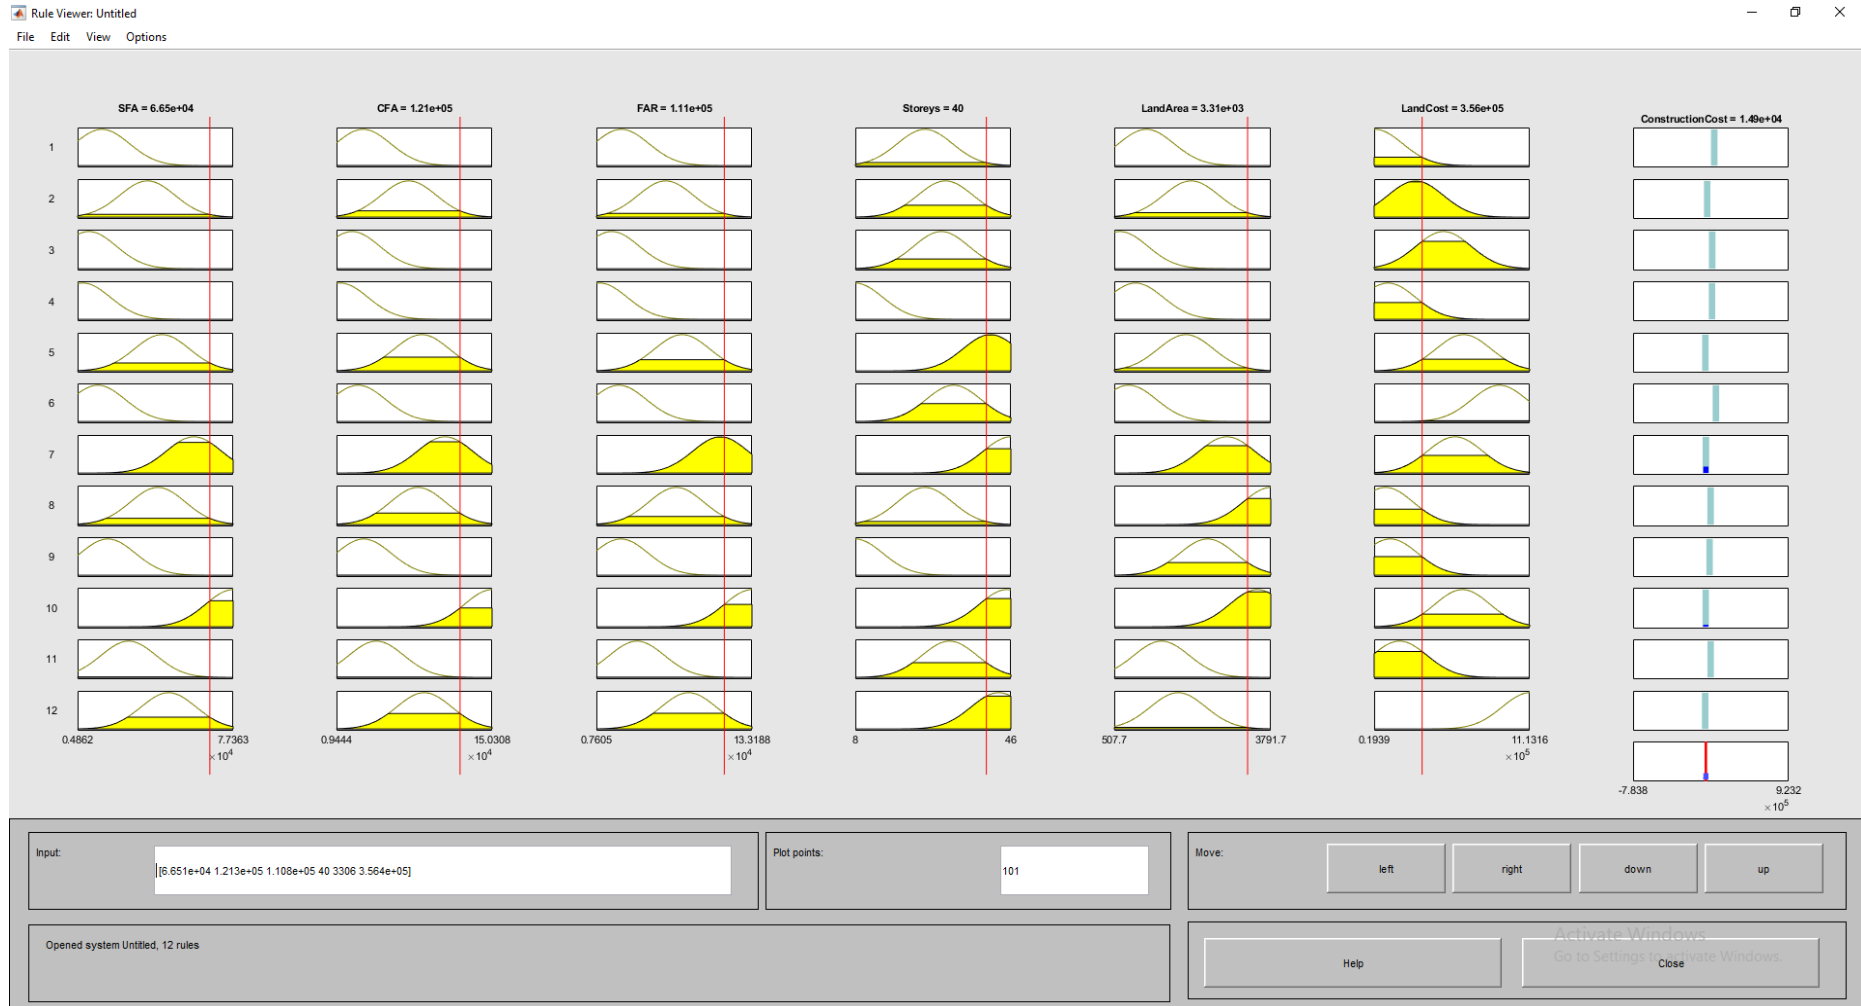 Rule Viewer: Untitled
File Edit View Options
SFA = 6.65e+04 CFA = 1.21e+05 FAR = 1.11e+05 Storeys = 40 LandArea = 3.31e+03 LandCost = 3.56e+05
ConstructionCost = 1.49e+04
1
2
3
4
5
6
7
8
9
10
11
12
0.4862 7.7363 0.9444 15.0308 0.7605 13.3188 8 46 507.7 3791.7 0.1939 11.1316
×10⁴ ×10⁴ ×10⁴ ×10⁵
-7.838 9.232
×10⁵
Input: Plot points: Move:
[6.651e+04 1.213e+05 1.108e+05 40 3306 3.564e+05] 101 left right down up
Opened system Untitled, 12 rules
Activate Windows
Go to Settings to activate Windows.
Help Close